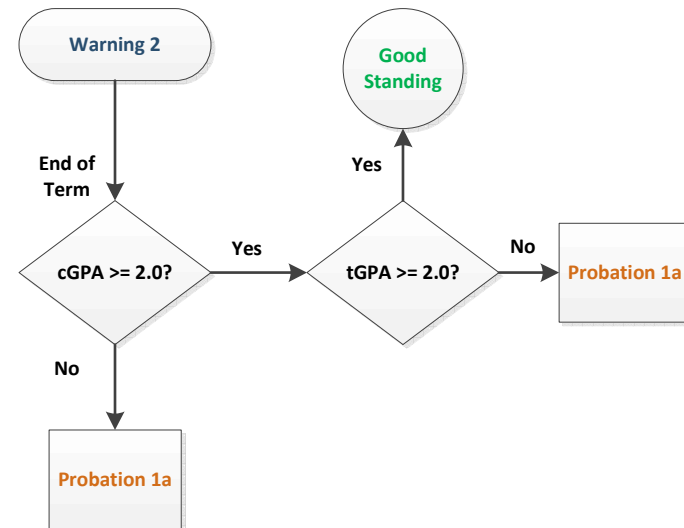 Warning 2
Good
Standing
End of
Term
Yes
cGPA >= 2.0?
Yes
tGPA >= 2.0?
No
Probation 1a
No
Probation 1a